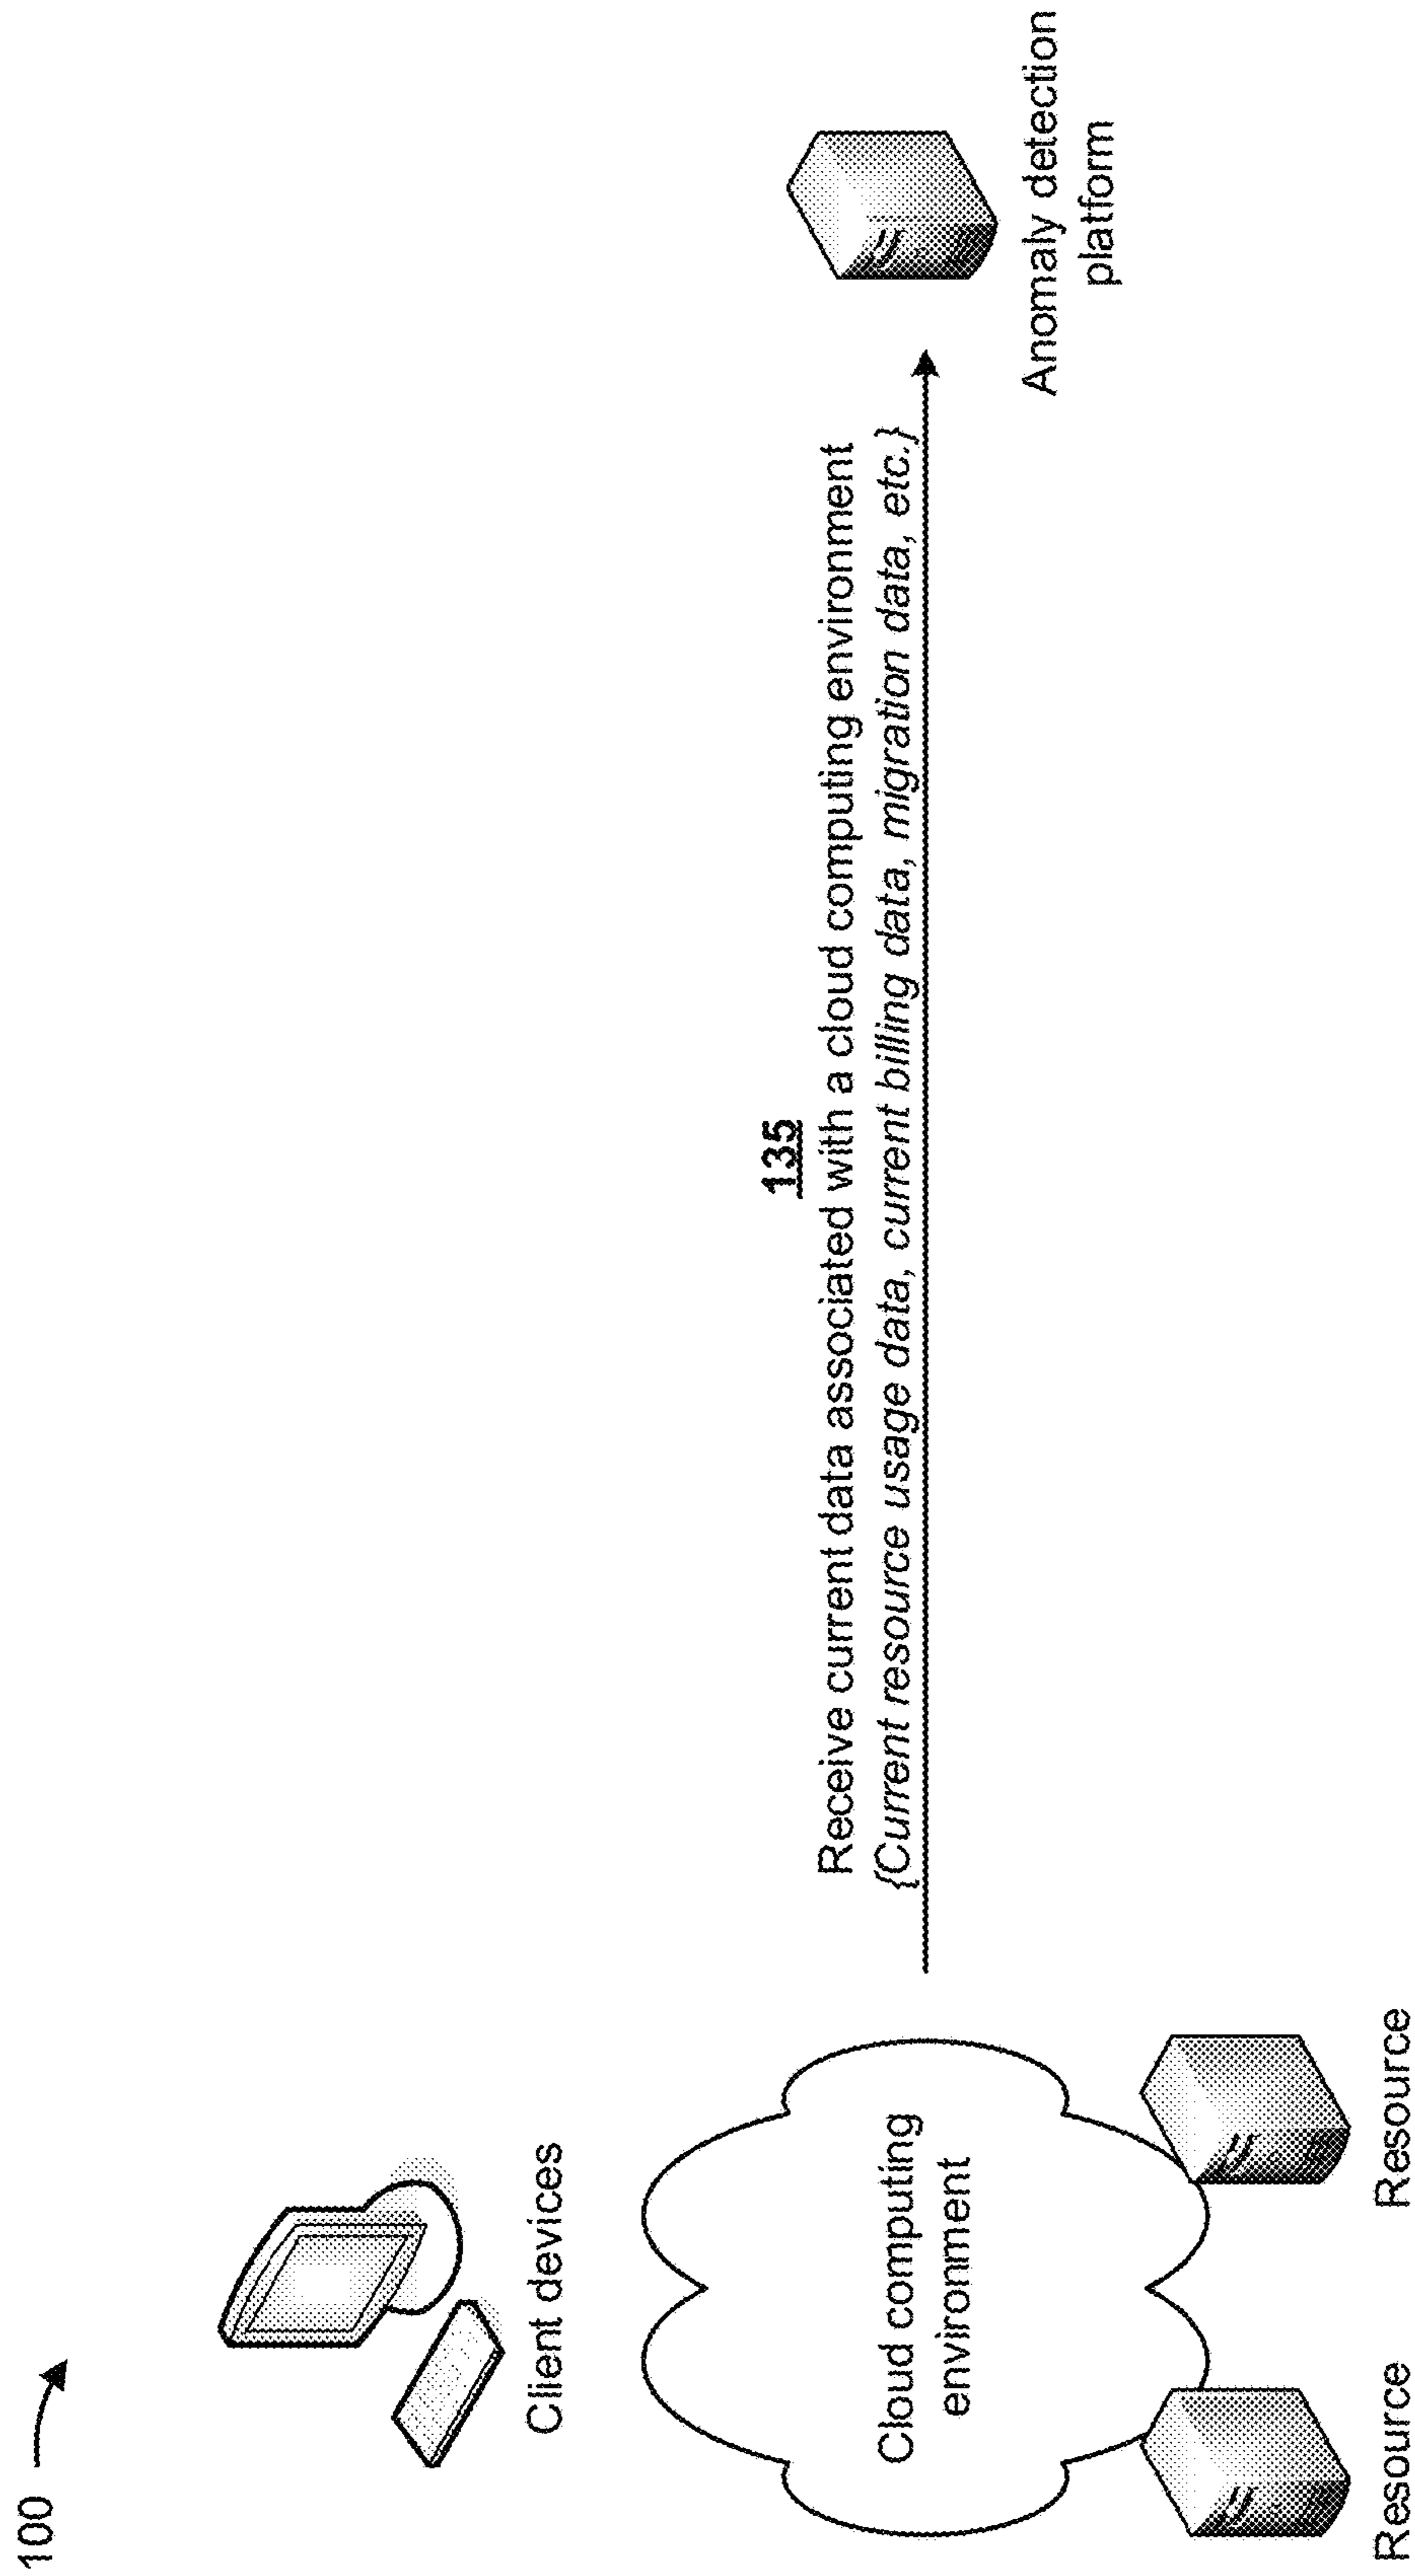 100
Client devices
135
Receive current data associated with a cloud computing environment
{Current resource usage data, current billing data, migration data, etc.}
Cloud computing
environment
Anomaly detection
platform
Resource
Resource